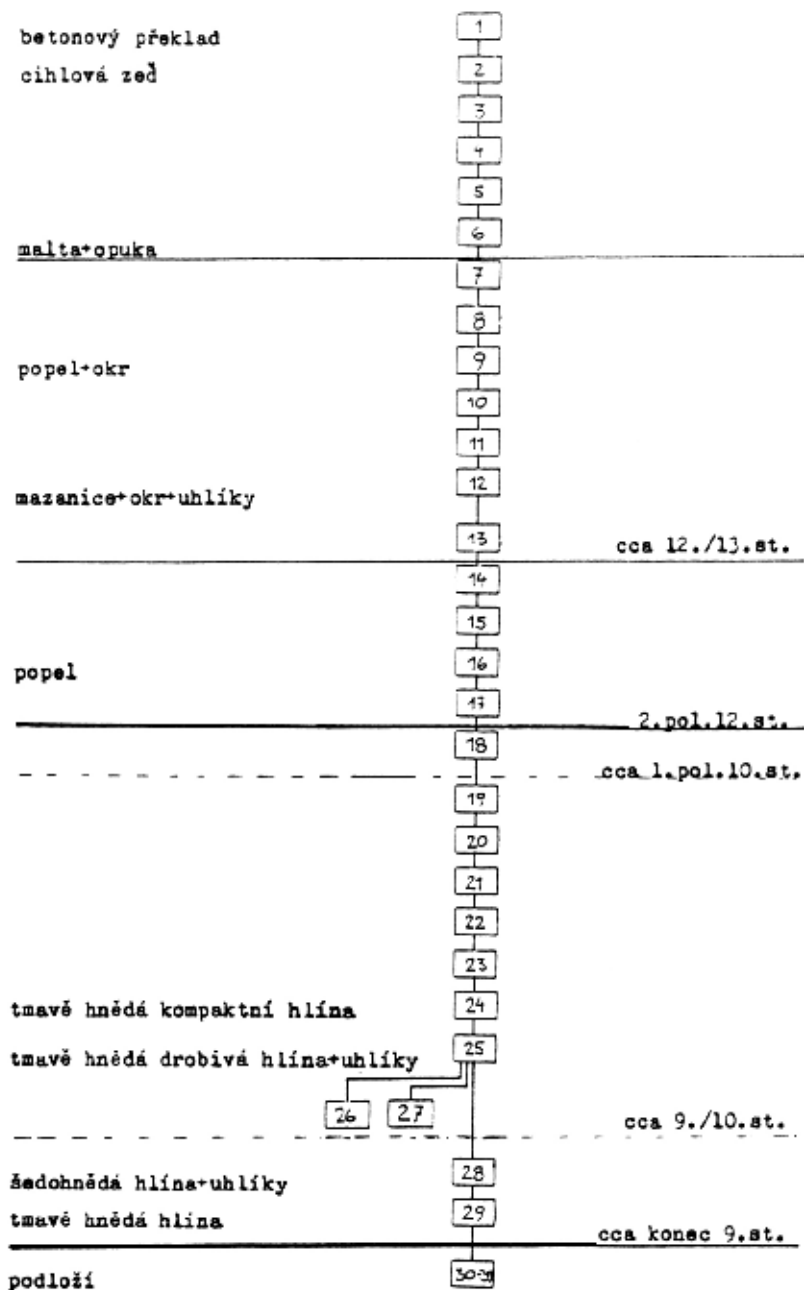 betonový překlad
1
cihlová zeď
2
3
4
5
6
malta+opuka
7
8
popel+okr
9
10
11
12
mazanice+okr+uhlíky
13
cca 12./13.st.
14
15
popel
16
17
2.pol.12.st.
18
cca 1.pol.10.st.
19
20
21
22
23
tmavě hnědá kompaktní hlína
24
tmavě hnědá drobivá hlína+uhlíky
25
26
27
cca 9./10.st.
šedohnědá hlína+uhlíky
28
tmavě hnědá hlína
29
cca konec 9.st.
podloží